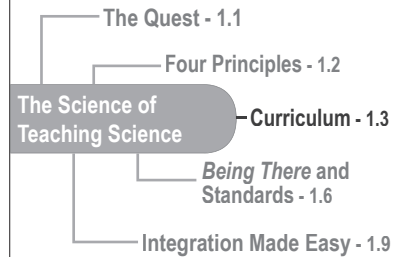 The Quest - 1.1
Four Principles - 1.2
The Science of
Teaching Science
Curriculum - 1.3
Being There and
Standards - 1.6
Integration Made Easy - 1.9